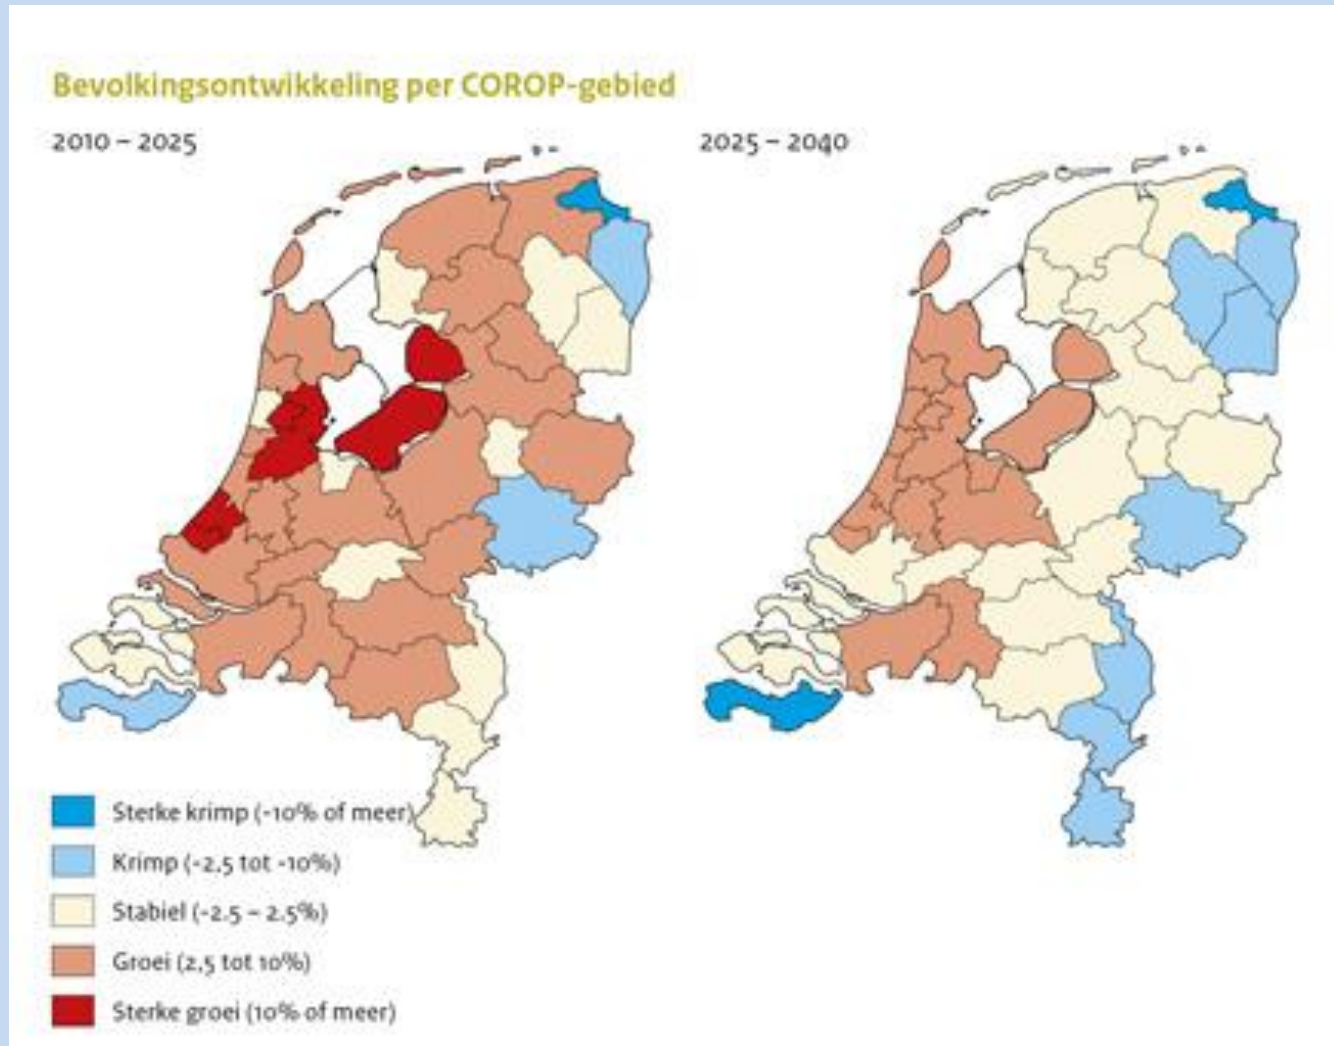 Bevolkingsontwikkeling per COROP-gebied
2010 – 2025
2025 – 2040
Sterke krimp (-10% of meer)
Krimp (-2,5 tot -10%)
Stabiel (-2.5 – 2.5%)
Groei (2,5 tot 10%)
Sterke groei (10% of meer)